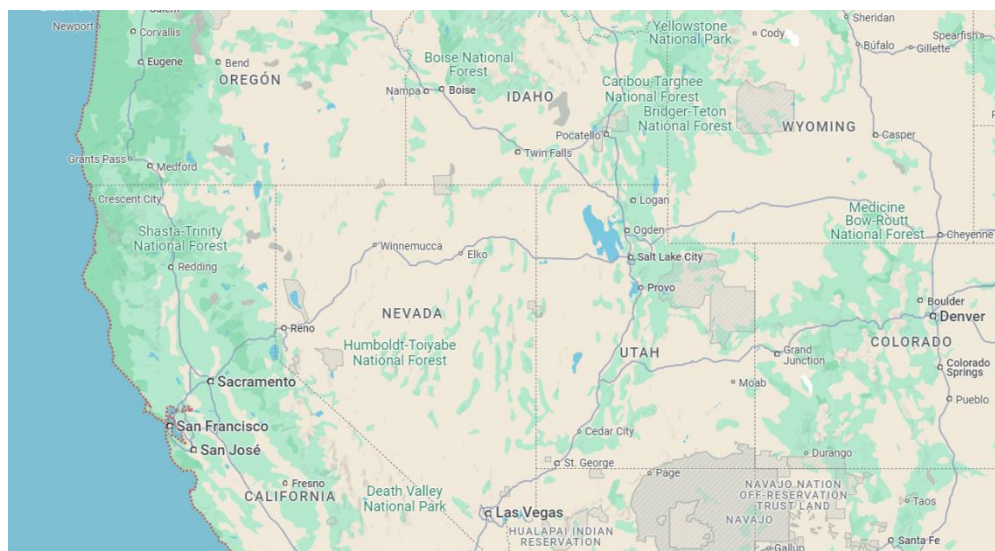 Salem
Newport
Corvallis
Eugene
Bend
OREGÓN
Boise National
Forest
Nampa
Boise
IDAHO
Yellowstone
National Park
Cody
Sheridan
Búfalo
Gillette
Spearfish
Caribou-Targhee
National Forest
Bridger-Teton
National Forest
WYOMING
Pocatello
Casper
Twin Falls
Grants Pass
Medford
Crescent City
Logan
Medicine
Bow-Routt
National Forest
Shasta-Trinity
National Forest
Ogden
Cheyenne
Winnemucca
Elko
Salt Lake City
Redding
Provo
Boulder
Denver
NEVADA
Reno
Humboldt-Toiyabe
National Forest
UTAH
Grand
Junction
COLORADO
Colorado
Springs
Sacramento
Moab
Pueblo
San Francisco
San José
Cedar City
Durango
St. George
Page
Fresno
CALIFORNIA
Death Valley
National Park
NAVAJO NATION
OFF-RESERVATION
TRUST LAND
NAVAJO
Taos
Las Vegas
HUALAPAI INDIAN
RESERVATION
Gallup
Santa Fe